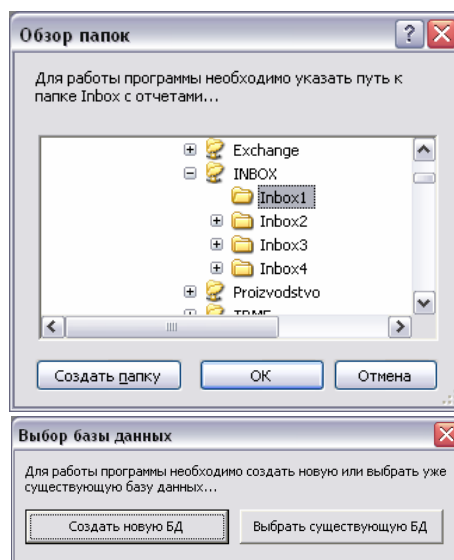 Обзор папок
Для работы программы необходимо указать путь к
папке Inbox с отчетами...
Exchange
INBOX
Inbox1
Inbox2
Inbox3
Inbox4
Proizvodstvo
Создать папку
ОК
Отмена
Выбор базы данных
Для работы программы необходимо создать новую или выбрать уже
существующую базу данных...
Создать новую БД
Выбрать существующую БД